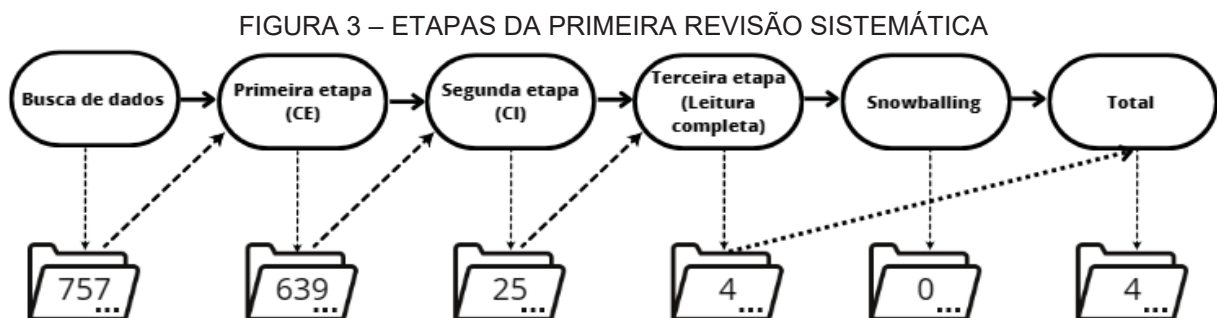 FIGURA 3 – ETAPAS DA PRIMEIRA REVISÃO SISTEMÁTICA
Busca de dados
Primeira etapa
(CE)
Segunda etapa
(CI)
Terceira etapa
(Leitura
completa)
Snowballing
Total
757
639
25
4
0
4